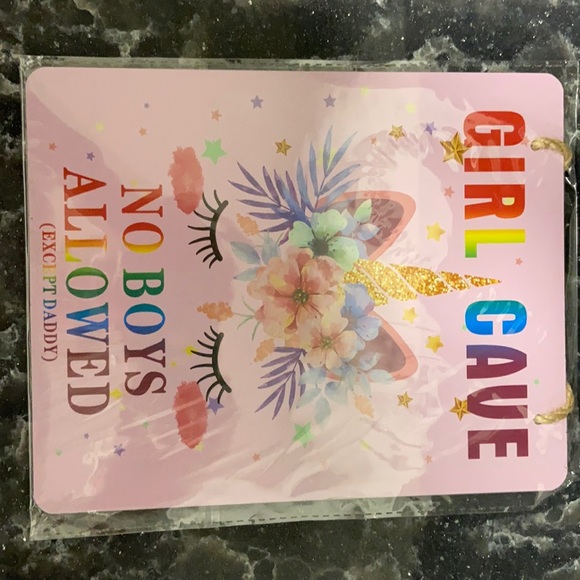 GIRL CAVE
NO BOYS
ALLOWED
(EXCEPT DADDY)